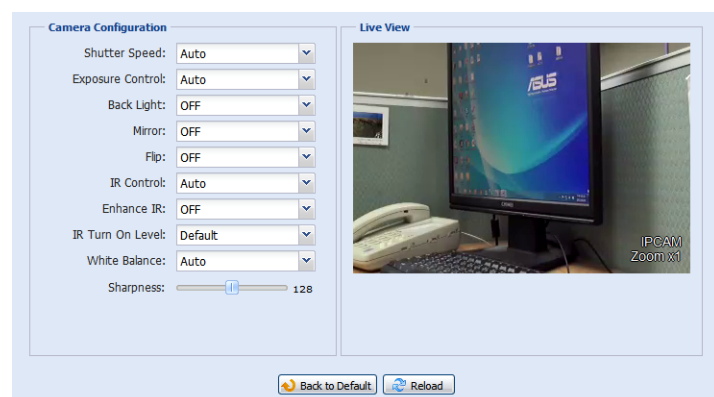 Camera Configuration
Shutter Speed: Auto
Exposure Control: Auto
Back Light: OFF
Mirror: OFF
Flip: OFF
IR Control: Auto
Enhance IR: OFF
IR Turn On Level: Default
White Balance: Auto
Sharpness: 128
Live View
ASUS
IPCAM
Zoom x1
Back to Default
Reload